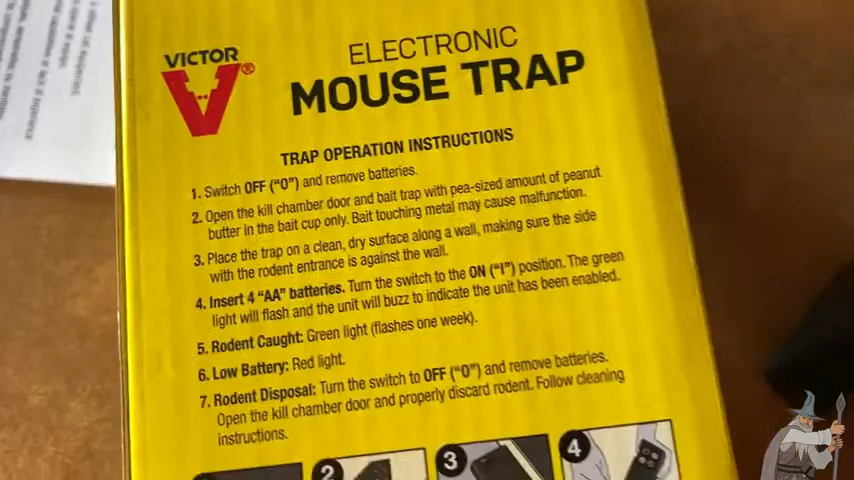 VICTOR
V®
ELECTRONIC
MOUSE TRAP
TRAP OPERATION INSTRUCTIONS
1. Switch OFF ("O") and remove batteries.
2. Open the kill chamber door and bait trap with pea-sized amount of peanut
butter in the bait cup only. Bait touching metal may cause malfunction.
3. Place the trap on a clean, dry surface along a wall, making sure the side
with the rodent entrance is against the wall.
4. Insert 4 "AA" batteries. Turn the switch to the ON ("I") position. The green
light will flash and the unit will buzz to indicate the unit has been enabled.
5. Rodent Caught: Green light (flashes one week).
6. Low Battery: Red light.
7. Rodent Disposal: Turn the switch to OFF ("O") and remove batteries.
Open the kill chamber door and properly discard rodent. Follow cleaning
instructions.
2 3 4